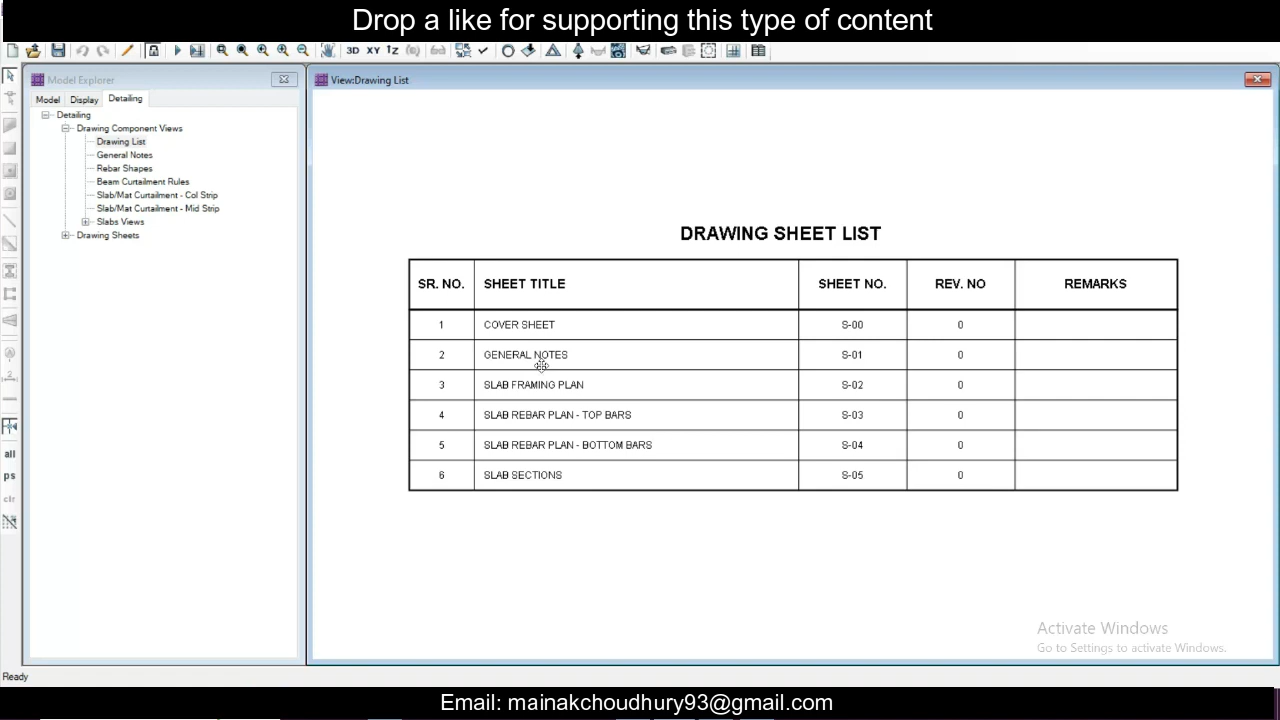 Drop a like for supporting this type of content
3D XY
Model Explorer
View:Drawing List
Model Display Detailing
Detailing
Drawing Component Views
Drawing List
General Notes
Rebar Shapes
Beam Curtailment Rules
Slab/Mat Curtailment - Col Strip
Slab/Mat Curtailment - Mid Strip
Slabs Views
Drawing Sheets
DRAWING SHEET LIST
SR. NO. SHEET TITLE SHEET NO. REV. NO REMARKS
1 COVER SHEET S-00 0
2 GENERAL NOTES S-01 0
3 SLAB FRAMING PLAN S-02 0
4 SLAB REBAR PLAN - TOP BARS S-03 0
5 SLAB REBAR PLAN - BOTTOM BARS S-04 0
6 SLAB SECTIONS S-05 0
all
ps
clr
Activate Windows
Go to Settings to activate Windows.
Ready
Email: mainakchoudhury93@gmail.com